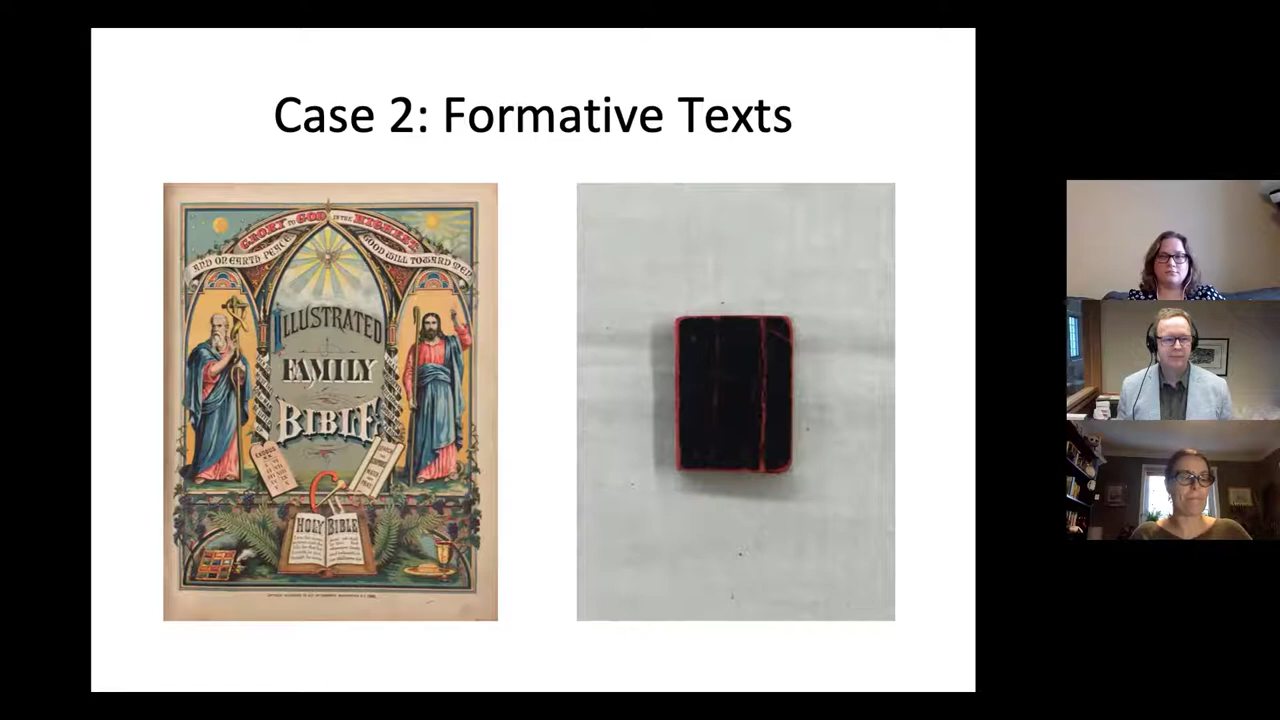 Case 2: Formative Texts
GLORY TO GOD IN THE HIGHEST
AND ON EARTH PEACE
GOOD WILL TOWARD MEN
ILLUSTRATED
FAMILY
BIBLE
EXODUS
HOLY BIBLE